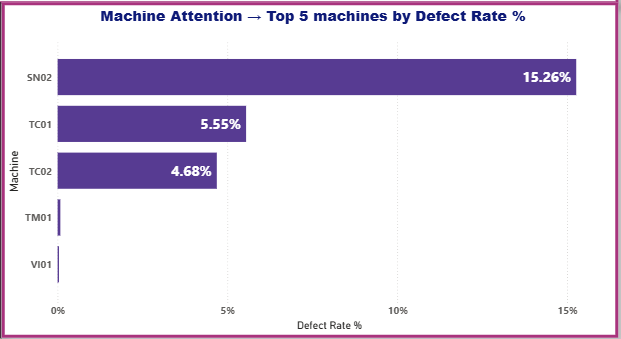 Machine Attention → Top 5 machines by Defect Rate %
Machine
SN02
15.26%
TC01
5.55%
TC02
4.68%
TM01
VI01
0%
5%
10%
15%
Defect Rate %